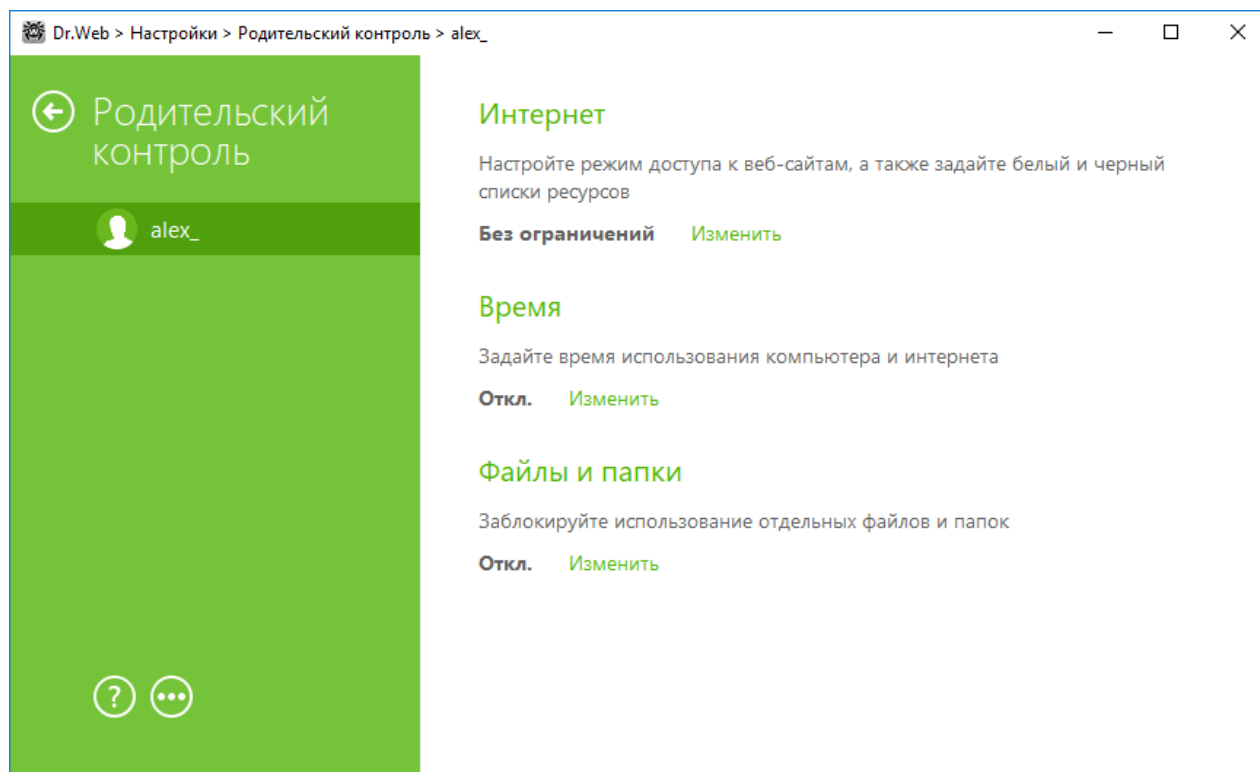 Dr.Web > Настройки > Родительский контроль > alex_
Родительский
контроль
alex_
Интернет
Настройте режим доступа к веб-сайтам, а также задайте белый и черный
списки ресурсов
Без ограничений Изменить
Время
Задайте время использования компьютера и интернета
Откл. Изменить
Файлы и папки
Заблокируйте использование отдельных файлов и папок
Откл. Изменить
?